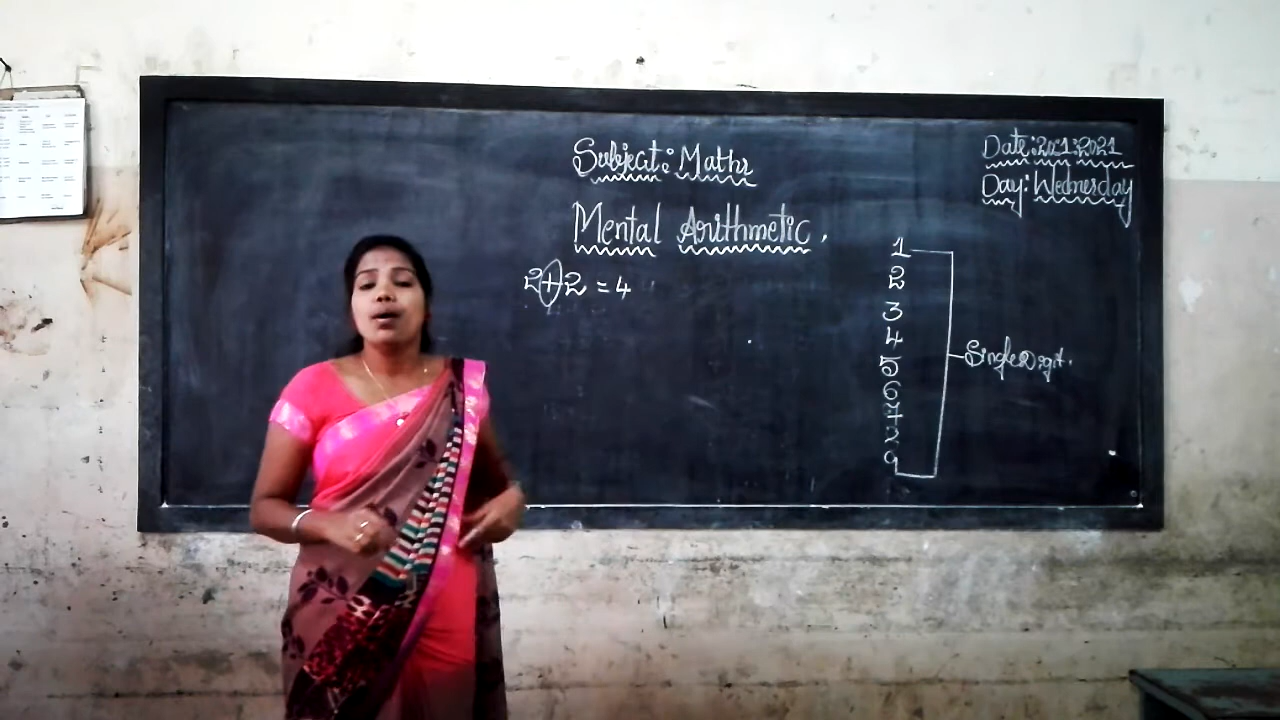 Subject: Maths
Date: 20:1:2021
Day: Wednesday
Mental Arithmetic.
2+2 = 4
1
2
3
4
5
6
7
8
9
Single Digit.